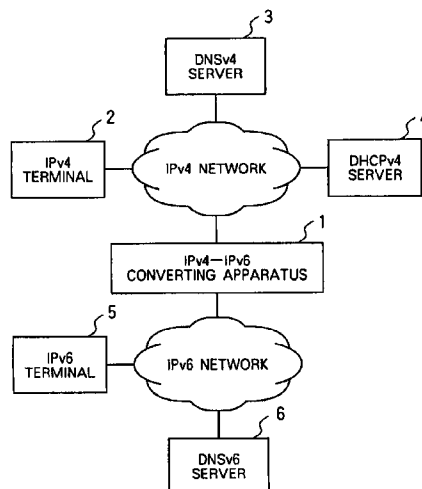 3
DNSv4
SERVER
2
IPv4
TERMINAL
IPv4 NETWORK
DHCPv4
SERVER
1
IPv4—IPv6
CONVERTING APPARATUS
5
IPv6
TERMINAL
IPv6 NETWORK
6
DNSv6
SERVER